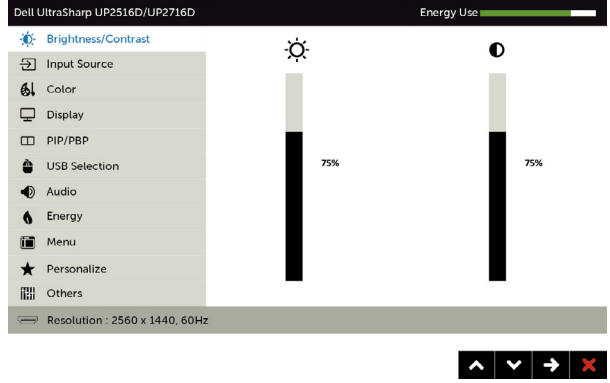 Dell UltraSharp UP2516D/UP2716D Energy Use
Brightness/Contrast
Input Source
Color
Display
PIP/PBP
USB Selection
Audio
Energy
Menu
Personalize
Others
75% 75%
Resolution : 2560 x 1440, 60Hz